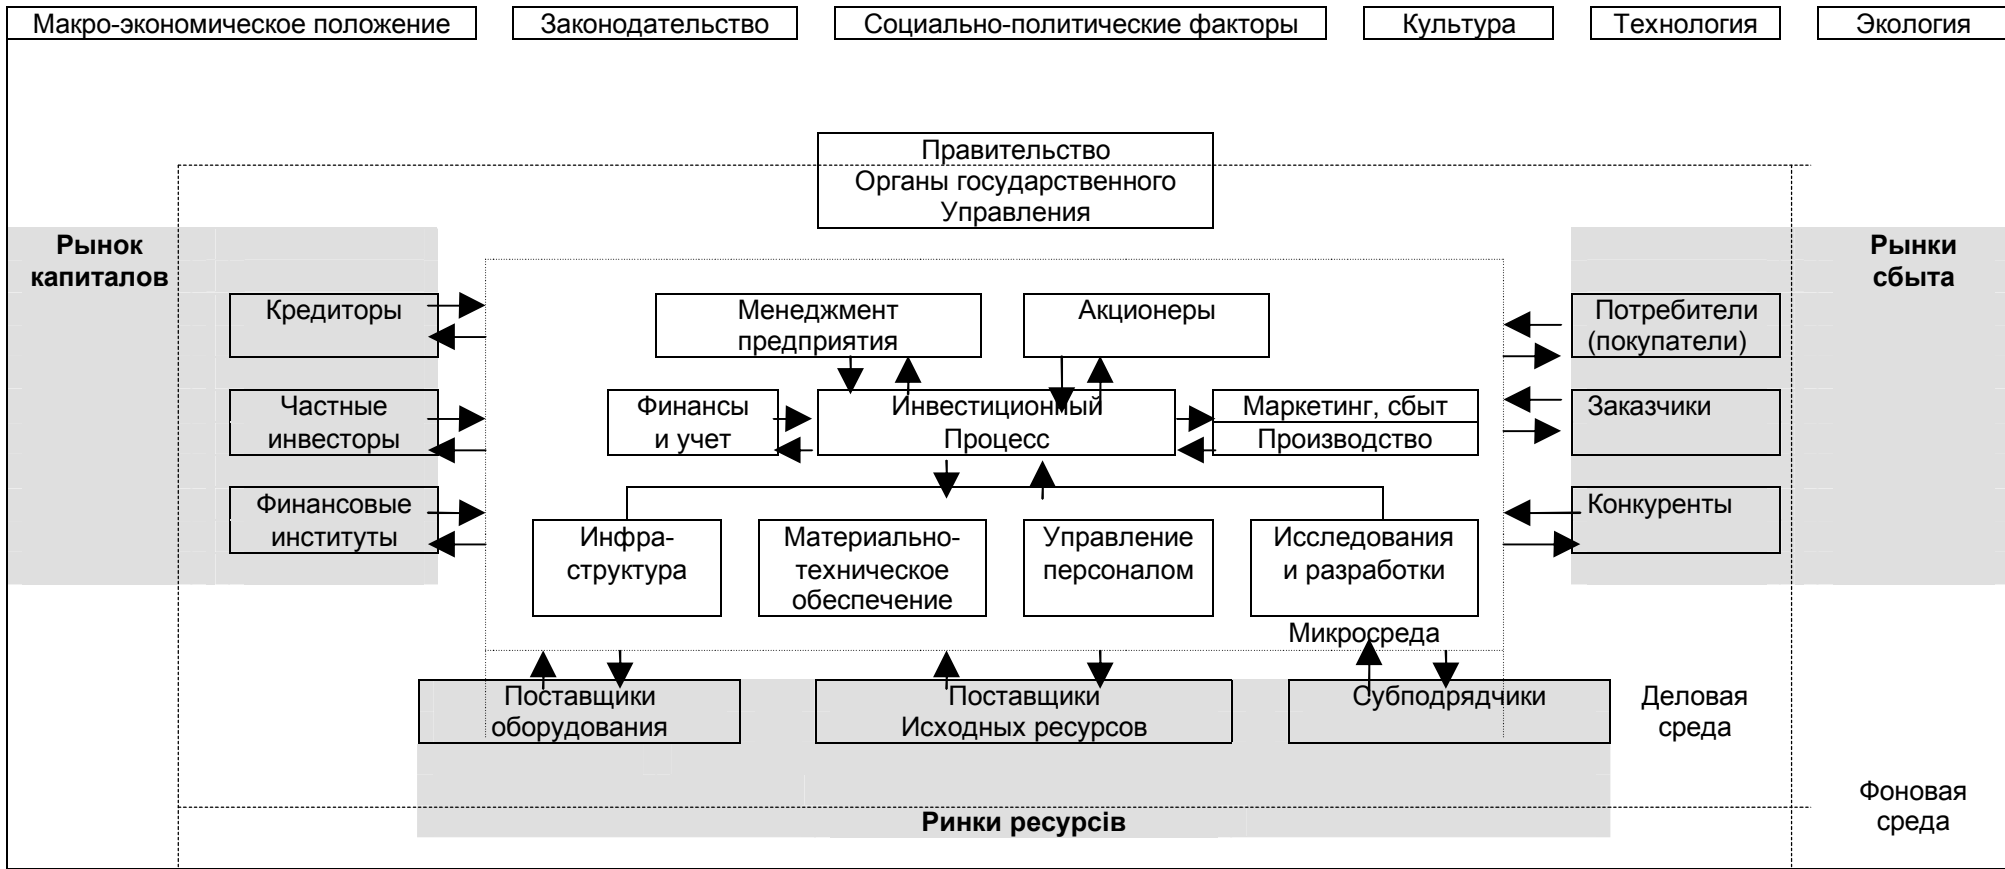 Макро-экономическое положение
Законодательство
Социально-политические факторы
Культура
Технология
Экология
Правительство
Органы государственного
Управления
Рынок
капиталов
Рынки
сбыта
Кредиторы
Менеджмент
предприятия
Акционеры
Потребители
(покупатели)
Частные
инвесторы
Финансы
и учет
Инвестиционный
Процесс
Маркетинг, сбыт
Производство
Заказчики
Финансовые
институты
Конкуренты
Инфра-
структура
Материально-
техническое
обеспечение
Управление
персоналом
Исследования
и разработки
Микросреда
Поставщики
оборудования
Поставщики
Исходных ресурсов
Субподрядчики
Деловая
среда
Фоновая
среда
Ринки ресурсів